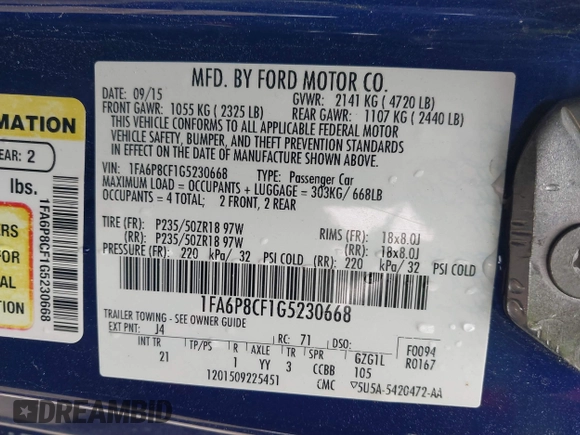 MFD. BY FORD MOTOR CO.
DATE: 09/15 GVWR: 2141 KG ( 4720 LB)
FRONT GAWR: 1055 KG ( 2325 LB) REAR GAWR: 1107 KG ( 2440 LB)
THIS VEHICLE CONFORMS TO ALL APPLICABLE FEDERAL MOTOR
VEHICLE SAFETY, BUMPER, AND THEFT PREVENTION STANDARDS
IN EFFECT ON THE DATE OF MANUFACTURE SHOWN ABOVE.
VIN: 1FA6P8CF1G5230668 TYPE: Passenger Car
MAXIMUM LOAD = OCCUPANTS + LUGGAGE = 303KG/ 668LB
OCCUPANTS = 4 TOTAL; 2 FRONT, 2 REAR
TIRE (FR): P235/50ZR18 97W RIMS (FR): 18x8.0J
(RR): P235/50ZR18 97W (RR): 18x8.0J
PRESSURE (FR): 220 kPa/ 32 PSI COLD (RR): 220 kPa/ 32 PSI COLD
1FA6P8CF1G5230668
TRAILER TOWING - SEE OWNER GUIDE
EXT PNT: J4 RC: 71 DSO: F0094
INT TR TP/PS R AXLE TR SPR GZG1L R0167
21 1 YY 3 CCBB 105
1201509225451 CMC ▼5U5A-5420472-AA
RMATION
EAR: 2
lbs.
ERS
FOR
NAL
ION
1FA6P8CF1G5230668
DREAMBID